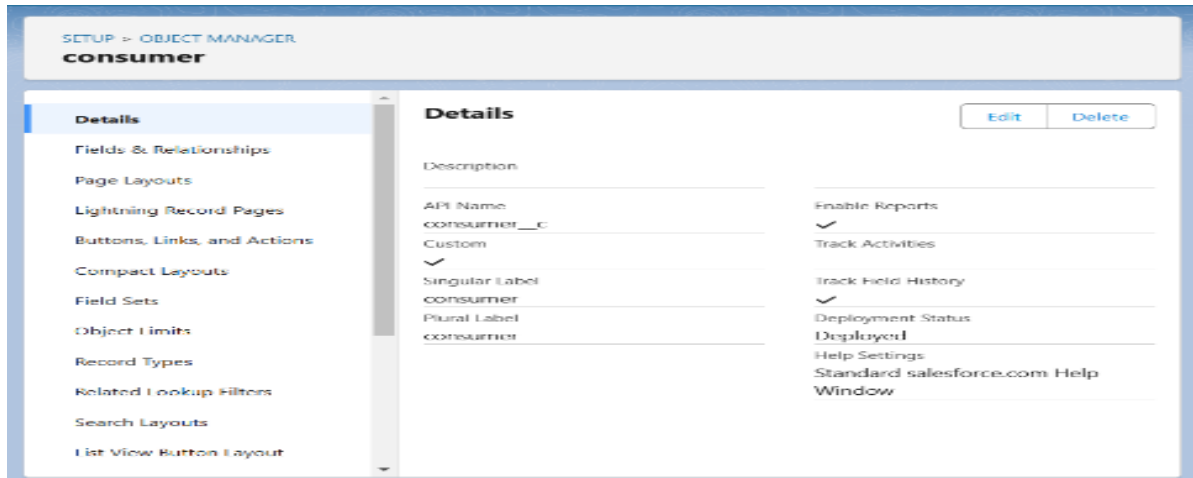 SETUP > OBJECT MANAGER
consumer
Details
Fields & Relationships
Page Layouts
Lightning Record Pages
Buttons, Links, and Actions
Compact Layouts
Field Sets
Object Limits
Record Types
Related Lookup Filters
Search Layouts
List View Button Layout
Details
Edit Delete
Description
API Name
consumer__c
Custom
Singular Label
consumer
Plural Label
consumer
Enable Reports
Track Activities
Track Field History
Deployment Status
Deployed
Help Settings
Standard salesforce.com Help
Window